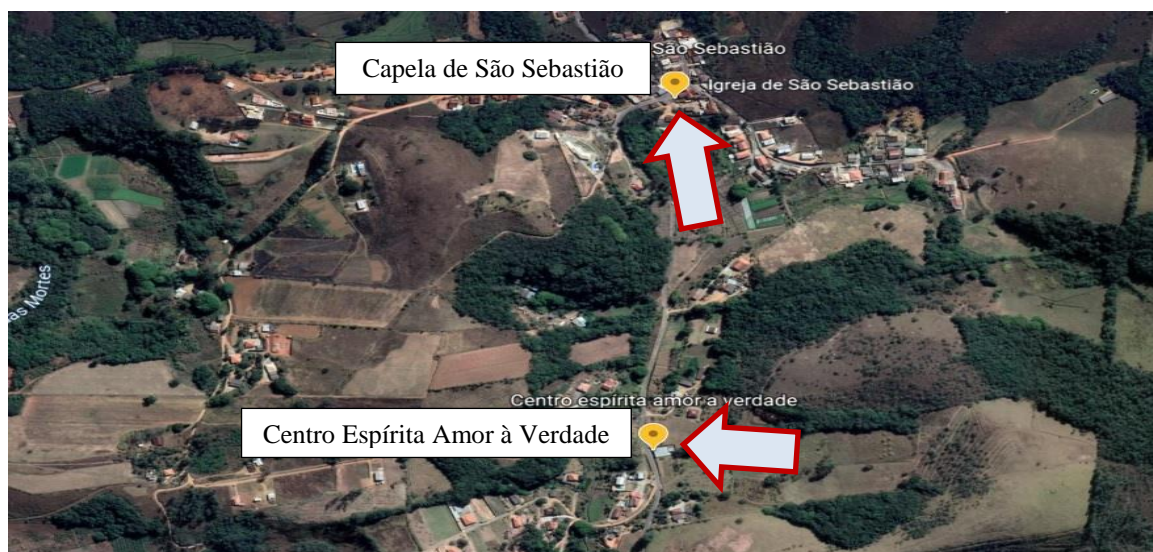 São Sebastião
Capela de São Sebastião
Igreja de São Sebastião
as Mortes
Centro espírita amor a verdade
Centro Espírita Amor à Verdade